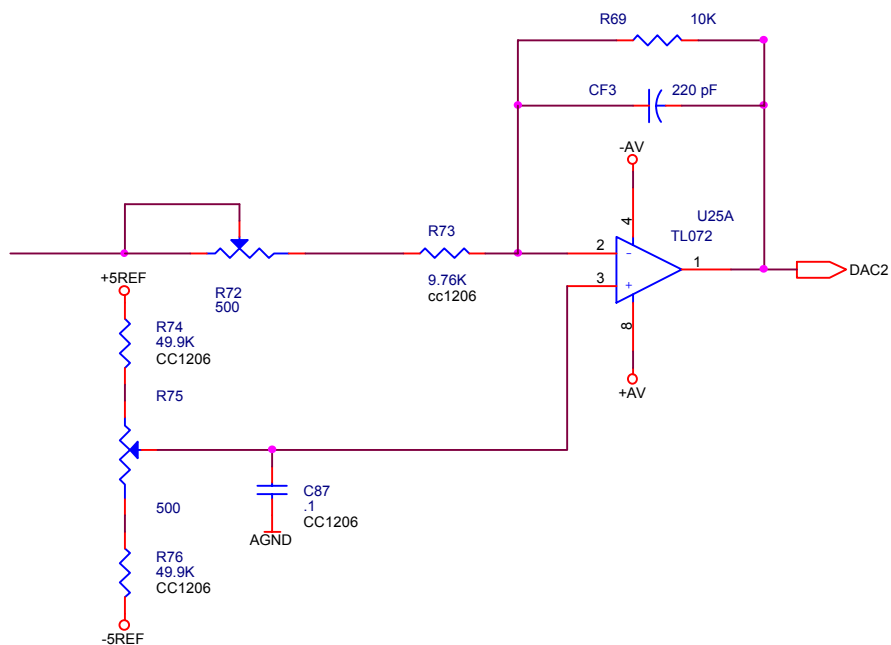 R69
10K
CF3
220 pF
-AV
4
U25A
TL072
R73
9.76K
cc1206
2
-
3
+
1
DAC2
8
+AV
R72
500
+5REF
R74
49.9K
CC1206
R75
500
C87
.1
CC1206
AGND
R76
49.9K
CC1206
-5REF